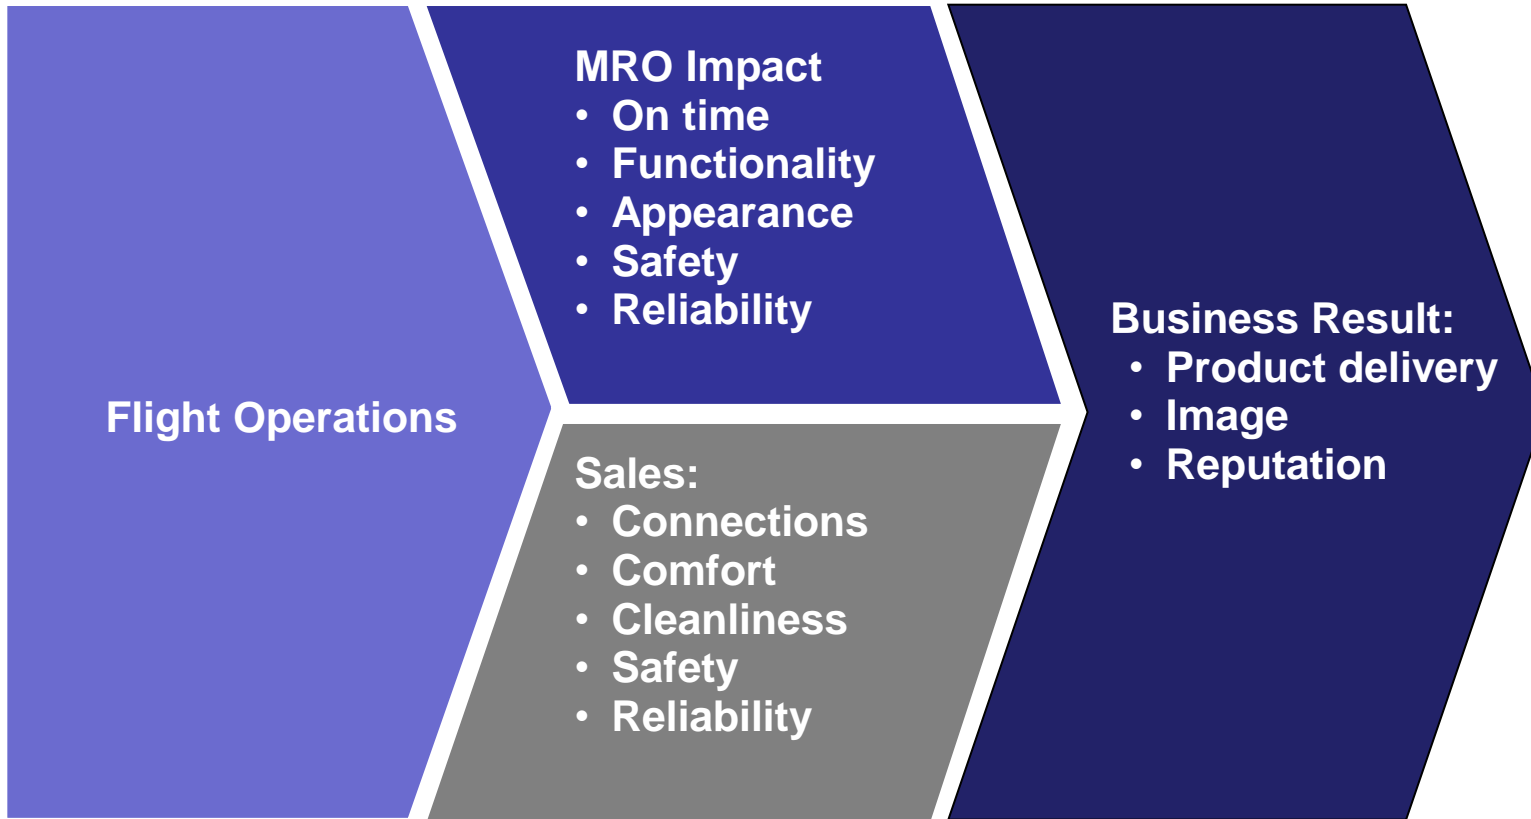 Flight Operations
MRO Impact
• On time
• Functionality
• Appearance
• Safety
• Reliability
Sales:
• Connections
• Comfort
• Cleanliness
• Safety
• Reliability
Business Result:
• Product delivery
• Image
• Reputation